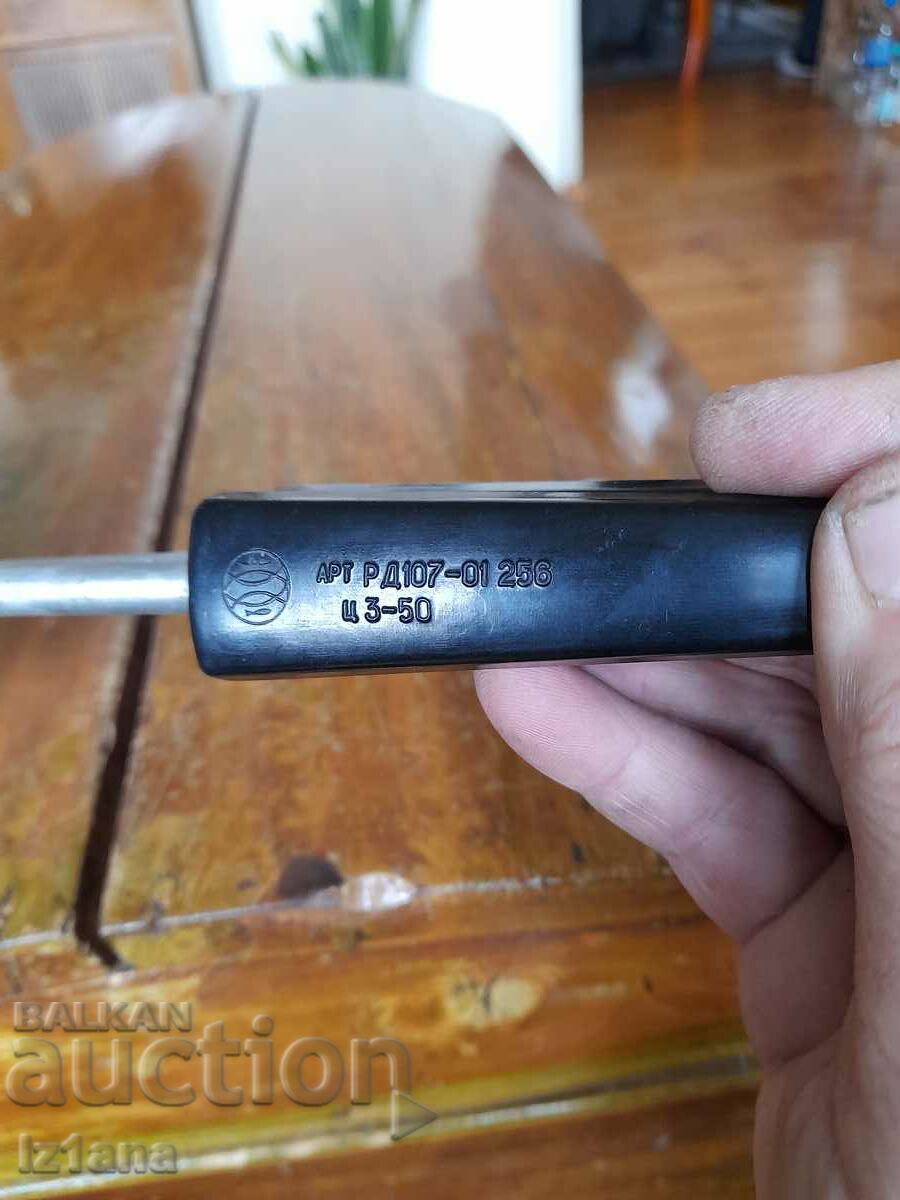 АРТ РД107-01 256
Ц 3-50
BALKAN
auction
Iz1ana